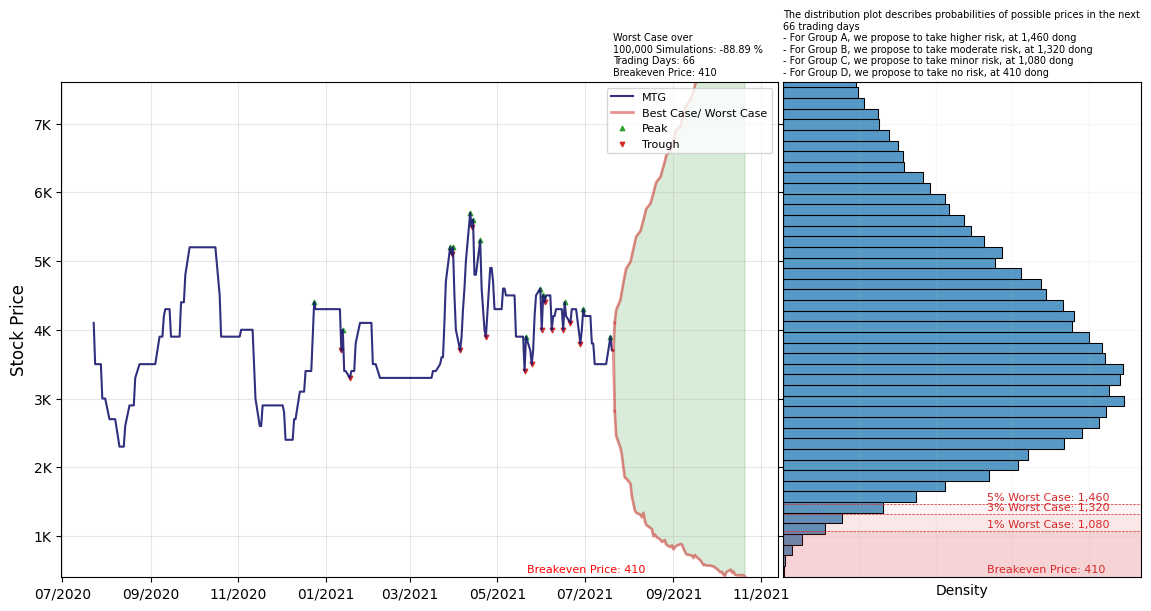 The distribution plot describes probabilities of possible prices in the next
66 trading days
- For Group A, we propose to take higher risk, at 1,460 dong
- For Group B, we propose to take moderate risk, at 1,320 dong
- For Group C, we propose to take minor risk, at 1,080 dong
- For Group D, we propose to take no risk, at 410 dong
Worst Case over
100,000 Simulations: -88.89 %
Trading Days: 66
Breakeven Price: 410
MTG
Best Case/ Worst Case
Peak
Trough
Stock Price
7K
6K
5K
4K
3K
2K
1K
5% Worst Case: 1,460
3% Worst Case: 1,320
1% Worst Case: 1,080
Breakeven Price: 410
Breakeven Price: 410
07/2020
09/2020
11/2020
01/2021
03/2021
05/2021
07/2021
09/2021
11/2021
Density